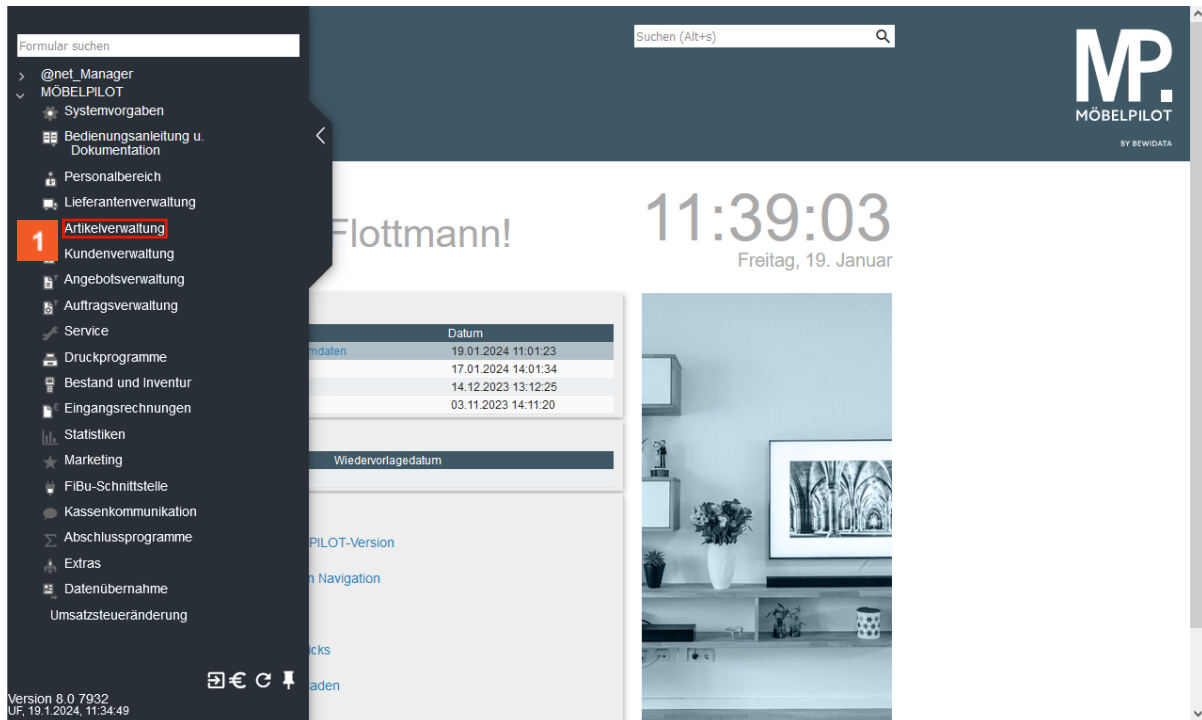 Formular suchen
@net_Manager
MÖBELPILOT
Systemvorgaben
Bedienungsanleitung u.
Dokumentation
Personalbereich
Lieferantenverwaltung
1
Artikelverwaltung
Kundenverwaltung
Angebotsverwaltung
Auftragsverwaltung
Service
Druckprogramme
Bestand und Inventur
Eingangsrechnungen
Statistiken
Marketing
FiBu-Schnittstelle
Kassenkommunikation
Abschlussprogramme
Extras
Datenübernahme
Umsatzsteueränderung
Version 8.0 7932
UF, 19.1.2024, 11:34:49
Suchen (Alt+s)
MP.
MÖBELPILOT
BY BEWIDATA
Flottmann!
11:39:03
Freitag, 19. Januar
Datum
mdaten 19.01.2024 11:01:23
17.01.2024 14:01:34
14.12.2023 13:12:25
03.11.2023 14:11:20
Wiedervorlagedatum
PILOT-Version
n Navigation
icks
aden